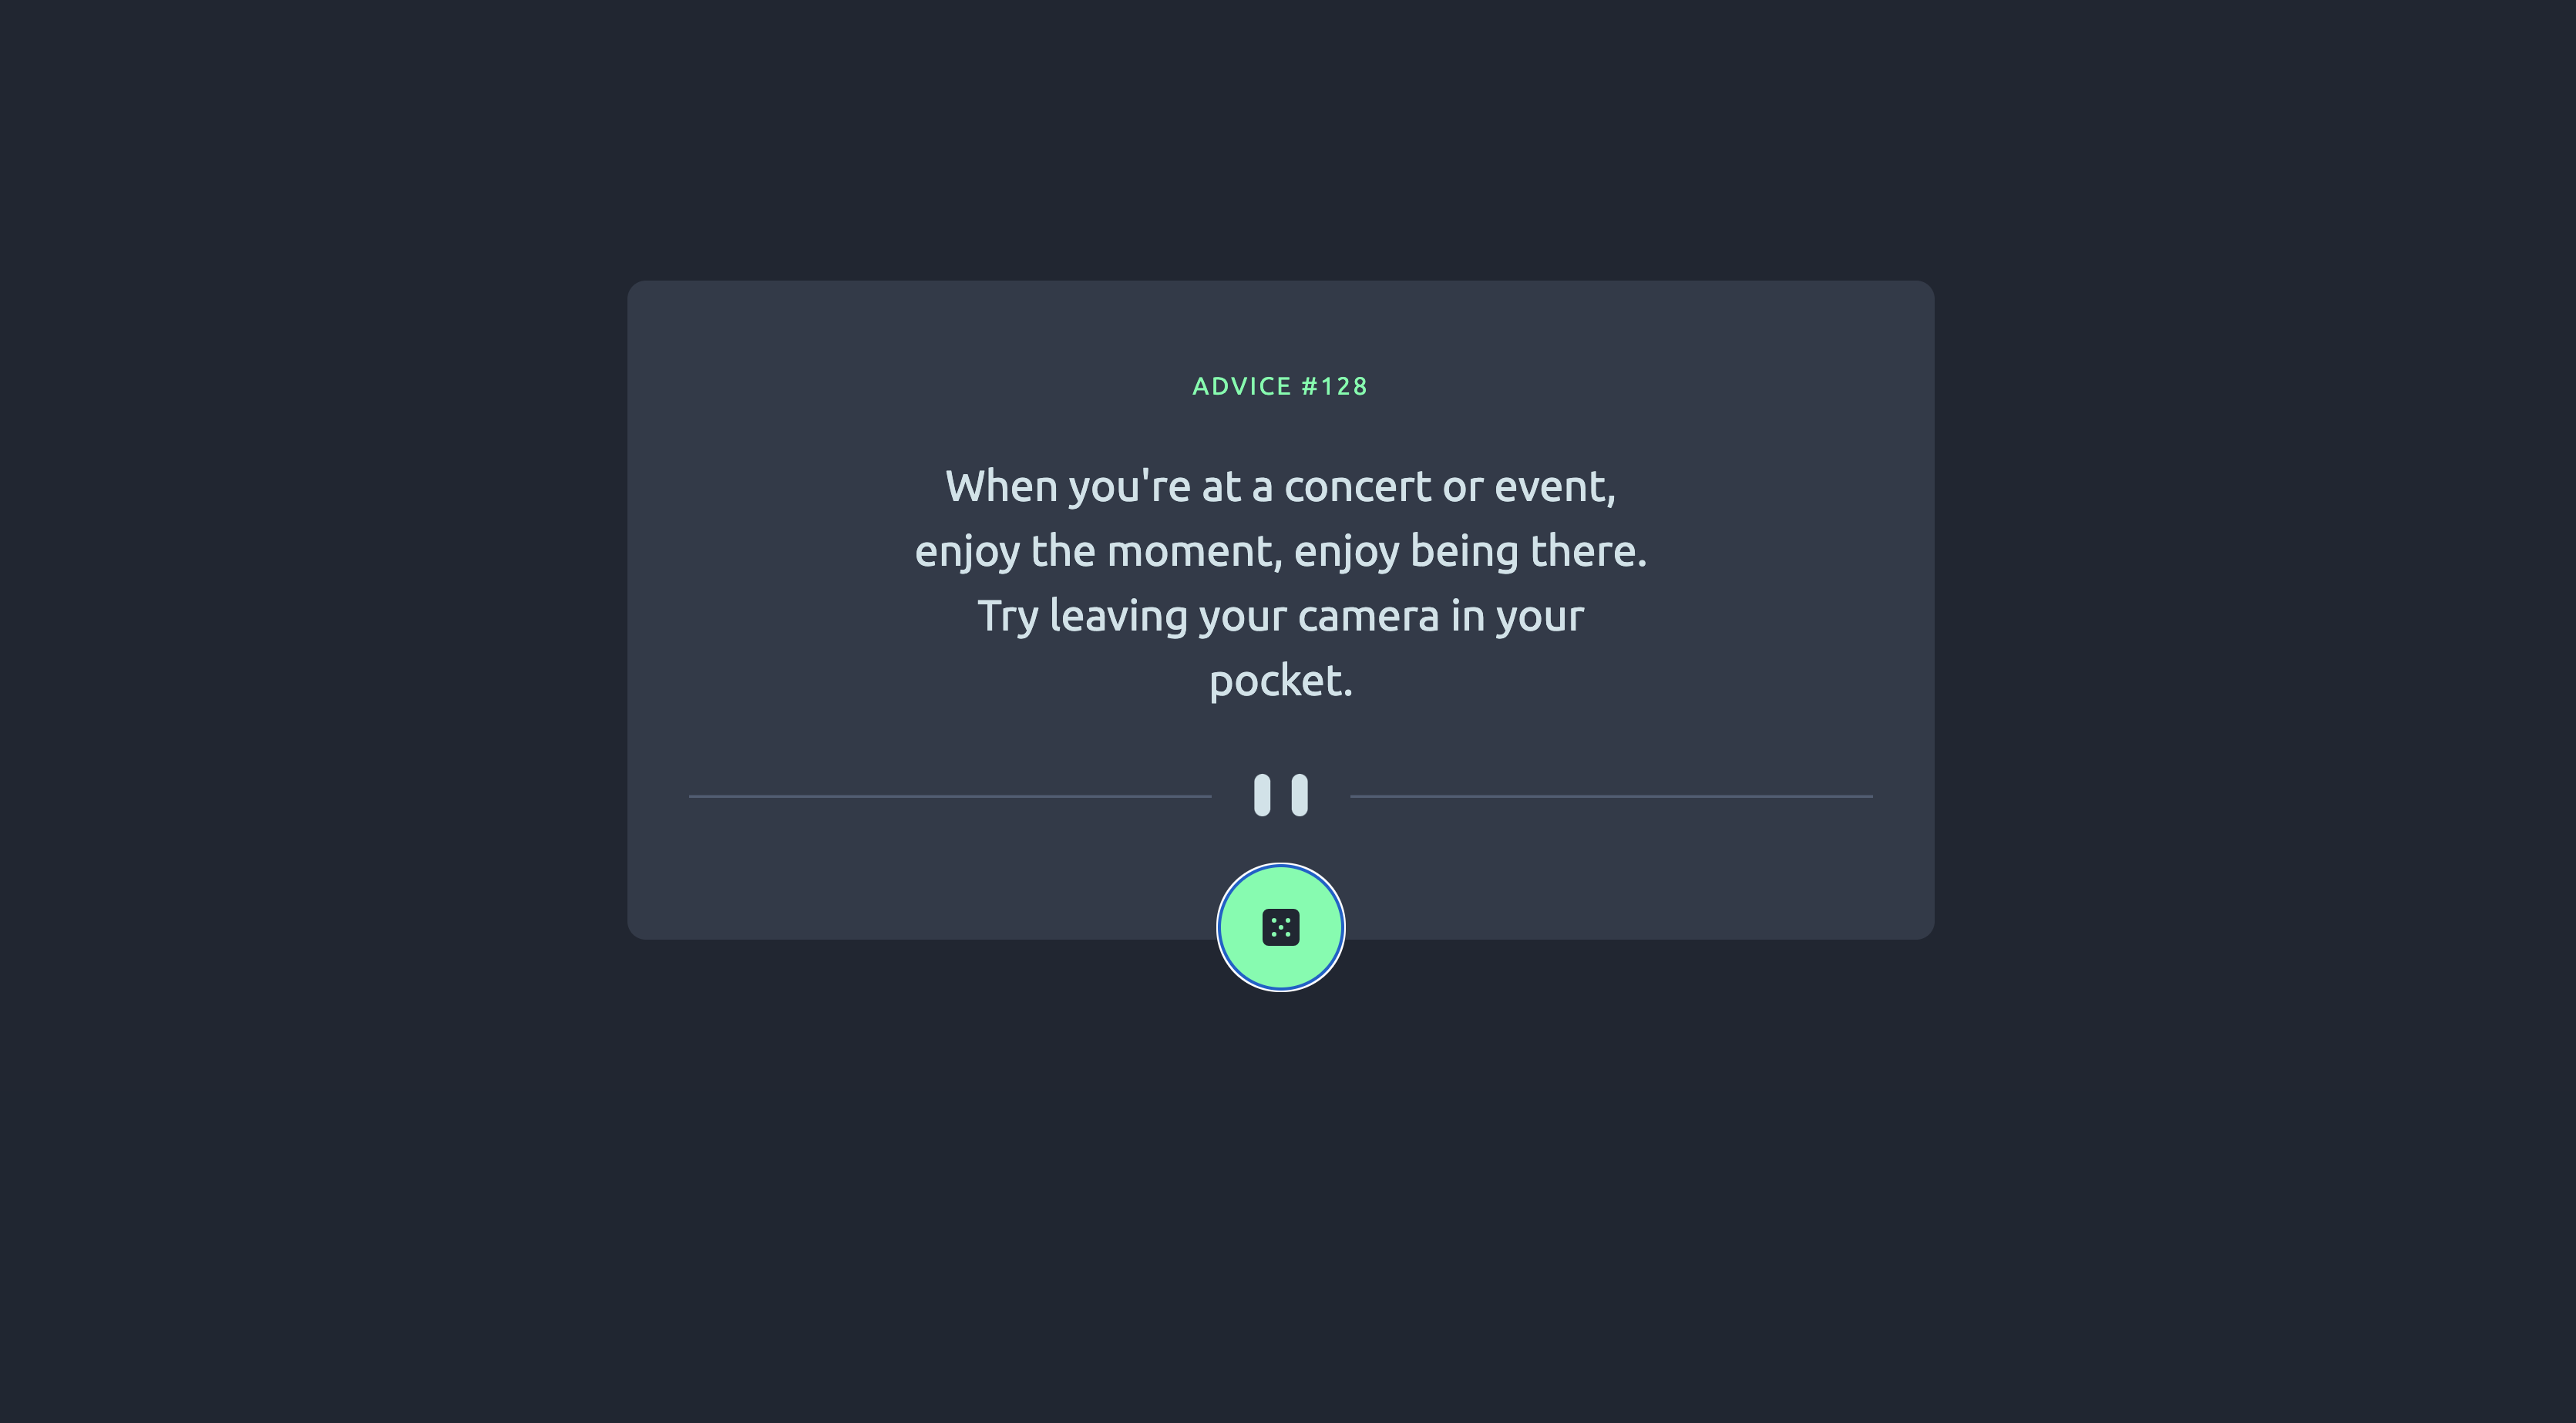 ADVICE #128
When you're at a concert or event,
enjoy the moment, enjoy being there.
Try leaving your camera in your
pocket.